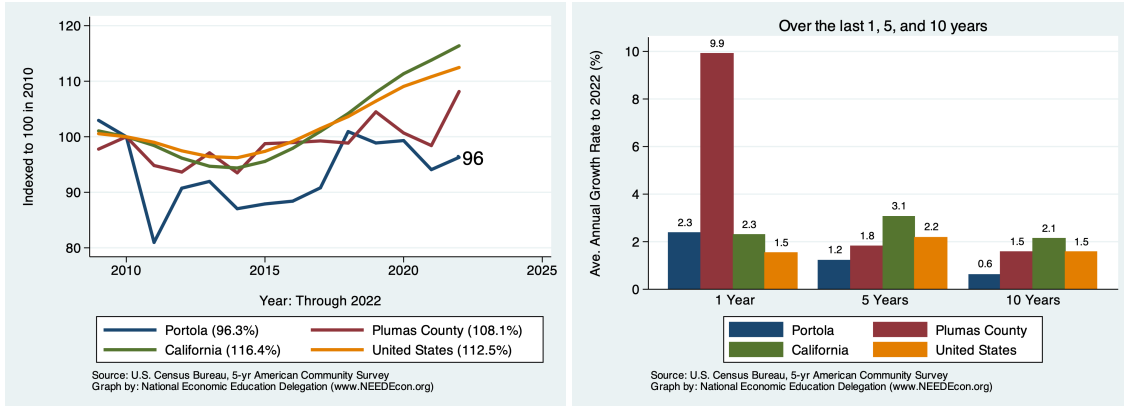 120
110
100
90
80
Indexed to 100 in 2010
96
2010
2015
2020
2025
Year: Through 2022
Portola (96.3%)
Plumas County (108.1%)
California (116.4%)
United States (112.5%)
Source: U.S. Census Bureau, 5-yr American Community Survey
Graph by: National Economic Education Delegation (www.NEEDEcon.org)
Over the last 1, 5, and 10 years
Ave. Annual Growth Rate to 2022 (%)
10
8
6
4
2
0
2.3
9.9
2.3
1.5
1.2
1.8
3.1
2.2
0.6
1.5
2.1
1.5
1 Year
5 Years
10 Years
Portola
Plumas County
California
United States
Source: U.S. Census Bureau, 5-yr American Community Survey
Graph by: National Economic Education Delegation (www.NEEDEcon.org)